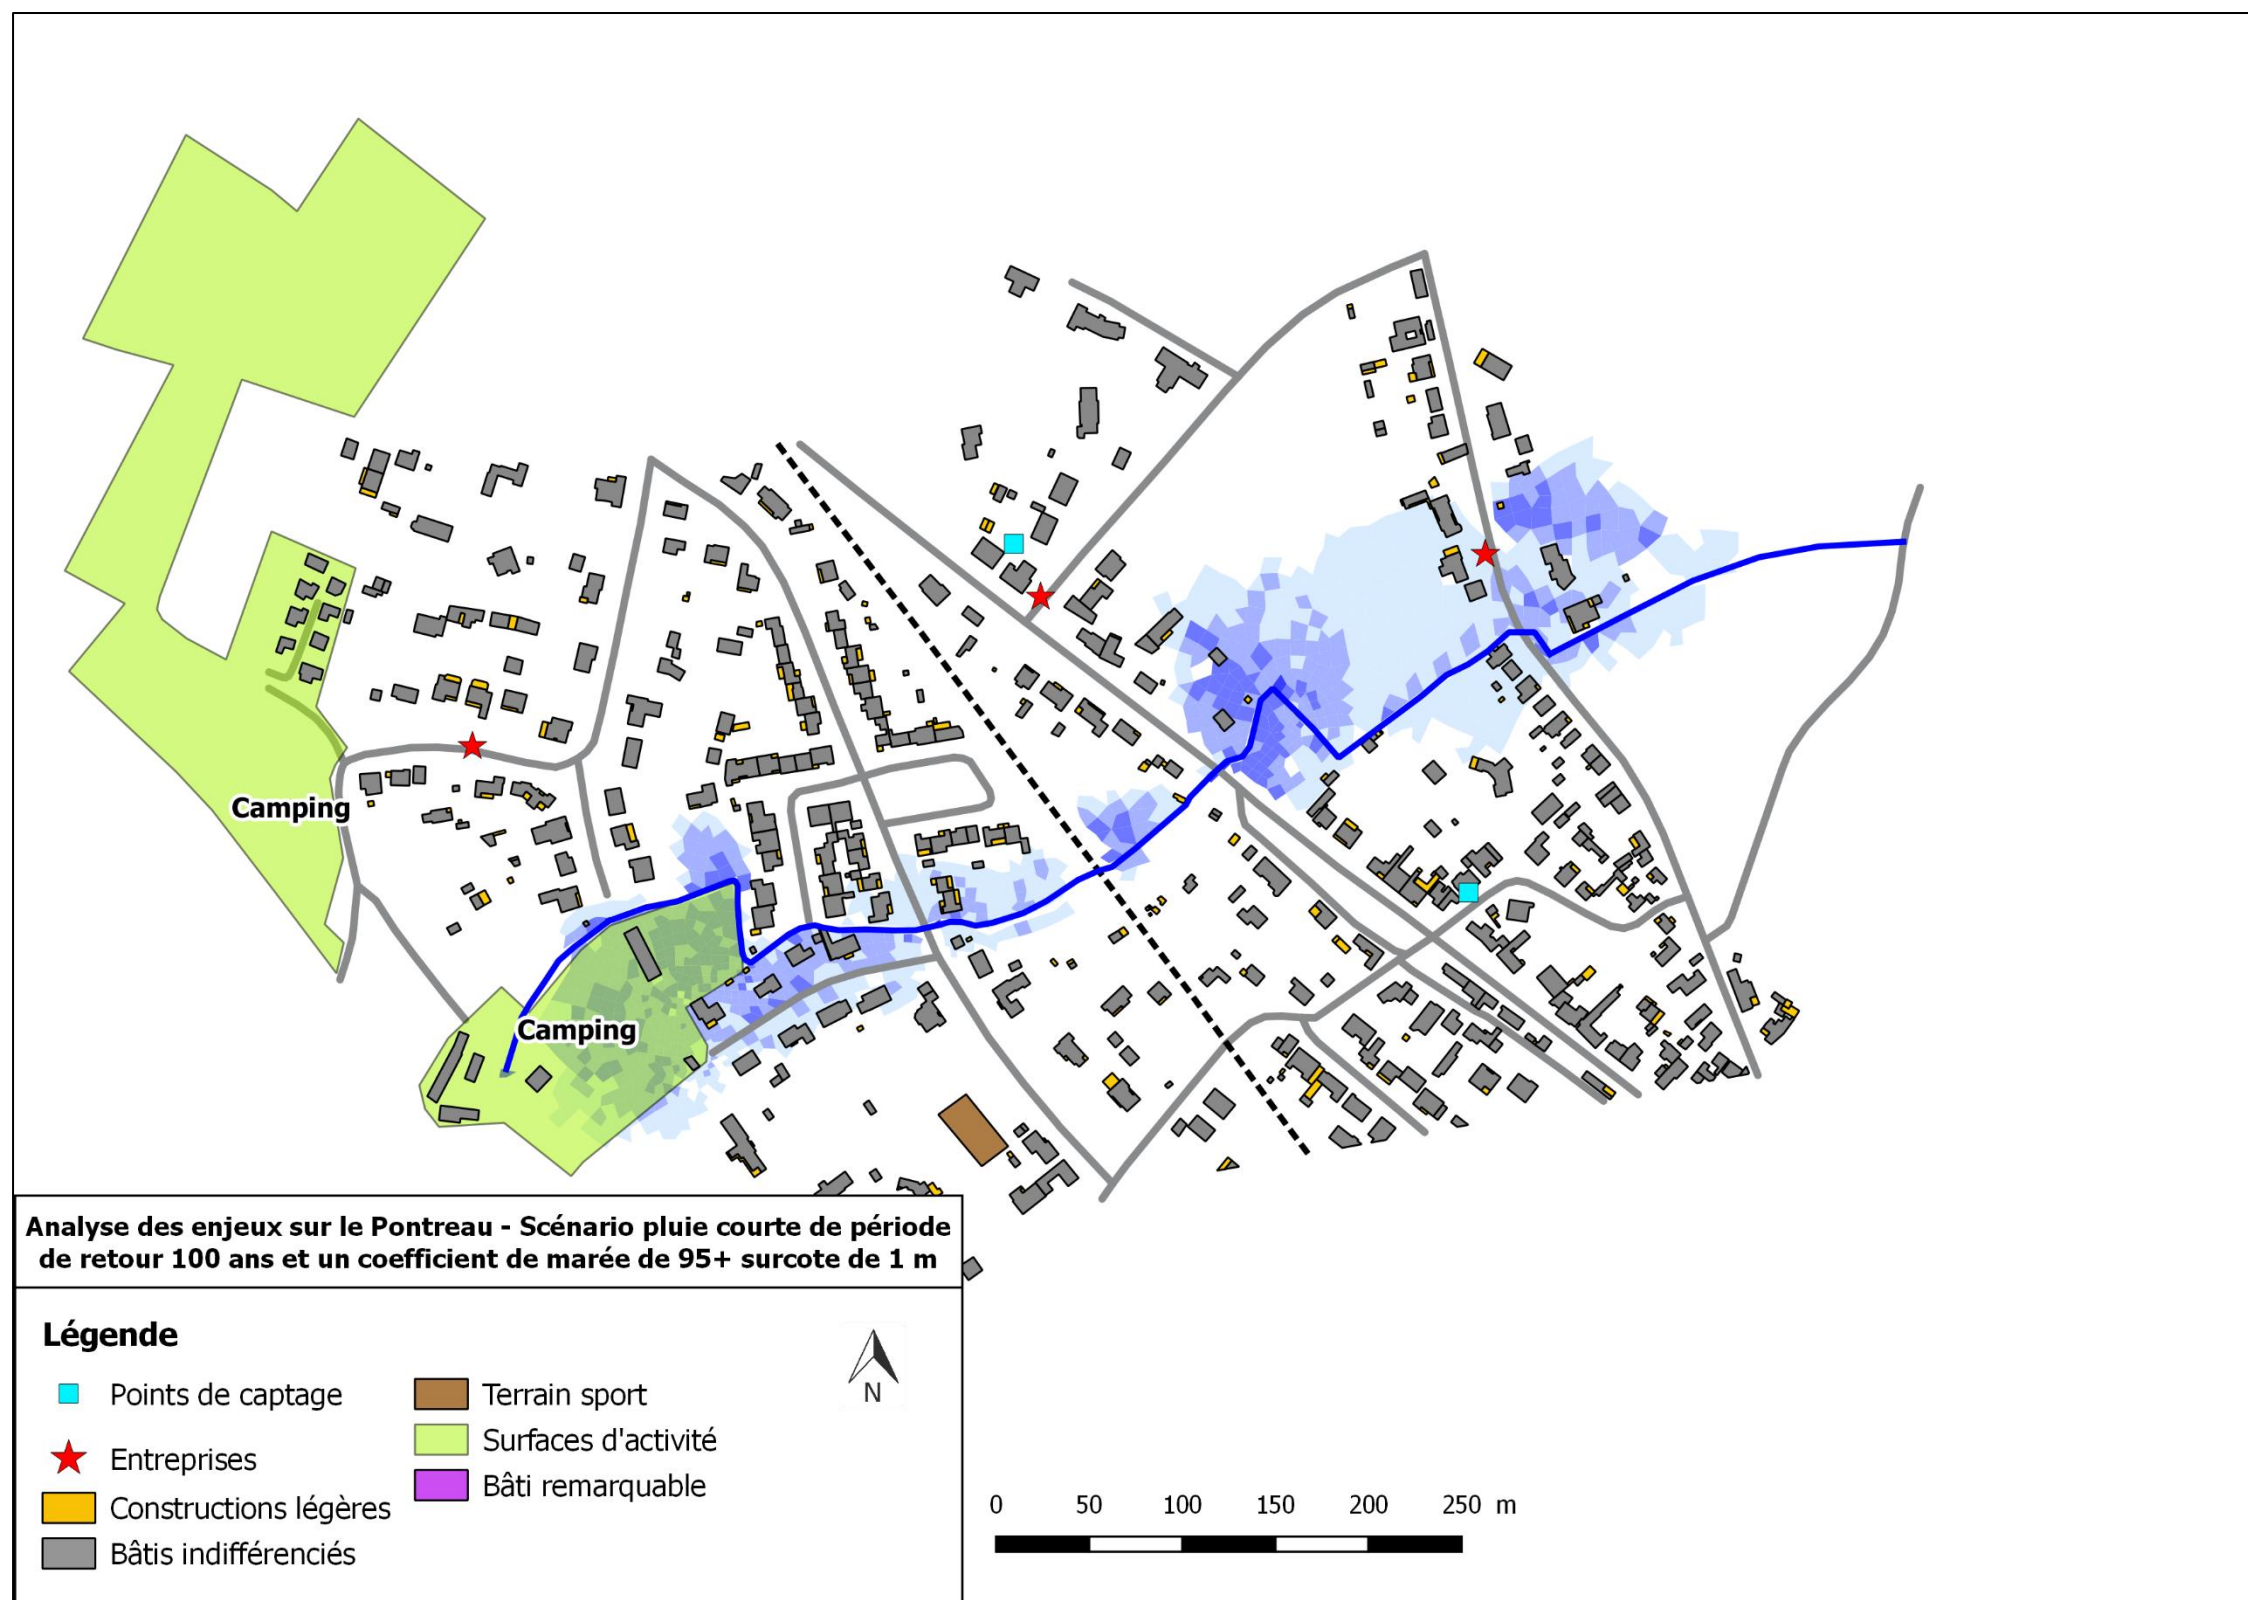 Camping
Camping
Analyse des enjeux sur le Pontreau - Scénario pluie courte de période
de retour 100 ans et un coefficient de marée de 95+ surcote de 1 m
Légende
Points de captage
Entreprises
Constructions légères
Bâtis indifférenciés
Terrain sport
Surfaces d'activité
Bâti remarquable
N
0 50 100 150 200 250 m